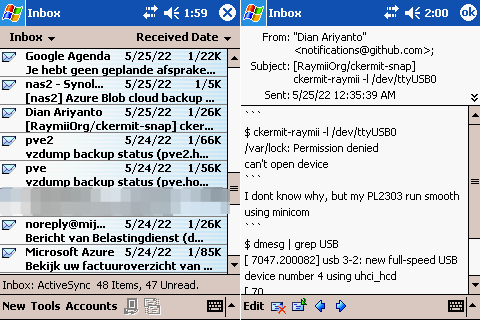 Inbox 1:59
Inbox Received Date
Google Agenda 5/25/22 1/22K
Je hebt geen geplande afsprake...
nas2 - Synol... 5/25/22 1/2K
[nas2] Azure Blob cloud backup ...
Dian Ariyanto 5/25/22 1/26K
[RaymiiOrg/ckermit-snap] cker...
pve2 5/24/22 1/66K
vzdump backup status (pve2.h...
pve 5/24/22 1/56K
vzdump backup status (pve.ho...
noreply@mij... 5/24/22 1/26K
Bericht van Belastingdienst (d...
Microsoft Azure 5/24/22 1/85K
Bekijk uw factuuroverzicht van ...
Inbox: ActiveSync 48 Items, 47 Unread.
New Tools Accounts
Inbox 2:00 ok
From: "Dian Ariyanto"
<notifications@github.com>;
Subject: [RaymiiOrg/ckermit-snap]
ckermit-raymii -l /dev/ttyUSB0
Sent: 5/25/22 12:35:39 AM
```
$ ckermit-raymii -l /dev/ttyUSB0
/var/lock: Permission denied
can't open device
```
I dont know why, but my PL2303 run smooth
using minicom
```
$ dmesg | grep USB
[ 7047.200082] usb 3-2: new full-speed USB
device number 4 using uhci_hcd
[ 70
Edit